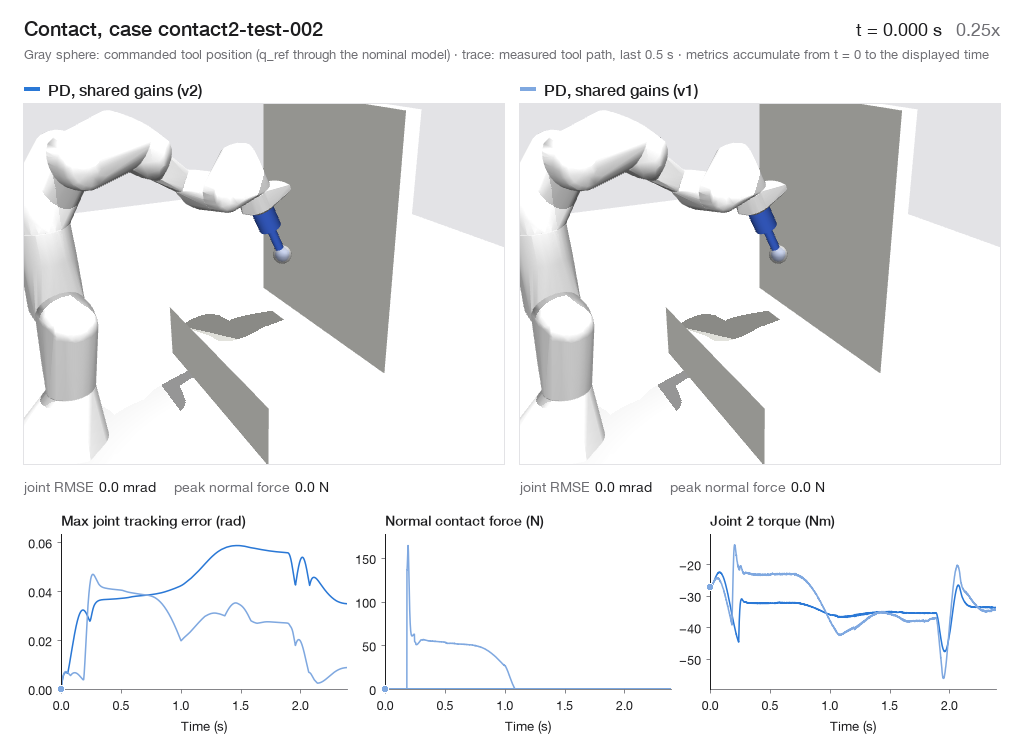 Contact, case contact2-test-002
t = 0.000 s 0.25x
Gray sphere: commanded tool position (q_ref through the nominal model) · trace: measured tool path, last 0.5 s · metrics accumulate from t = 0 to the displayed time
PD, shared gains (v2)
PD, shared gains (v1)
joint RMSE 0.0 mrad peak normal force 0.0 N
joint RMSE 0.0 mrad peak normal force 0.0 N
Max joint tracking error (rad)
0.06
0.04
0.02
0.00
0.0 0.5 1.0 1.5 2.0
Time (s)
Normal contact force (N)
150
100
50
0
0.0 0.5 1.0 1.5 2.0
Time (s)
Joint 2 torque (Nm)
−20
−30
−40
−50
0.0 0.5 1.0 1.5 2.0
Time (s)